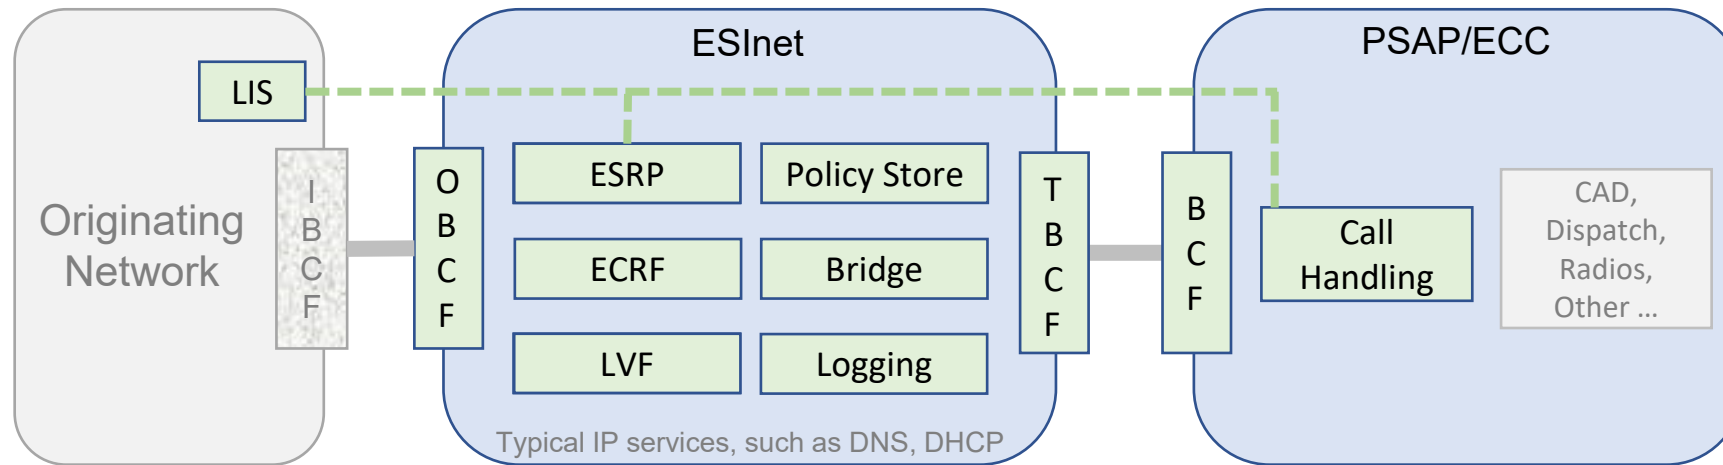 ESInet
PSAP/ECC
LIS
Originating
Network
I
B
C
F
O
B
C
F
ESRP
Policy Store
ECRF
Bridge
LVF
Logging
Typical IP services, such as DNS, DHCP
T
B
C
F
B
C
F
Call
Handling
CAD,
Dispatch,
Radios,
Other ...